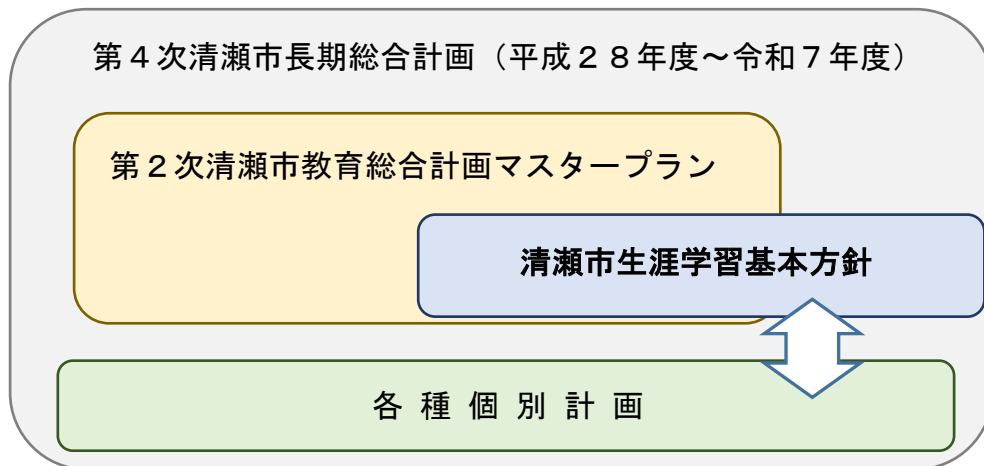 第４次清瀬市長期総合計画（平成２８年度～令和７年度）
第２次清瀬市教育総合計画マスタープラン
清瀬市生涯学習基本方針
各 種 個 別 計 画